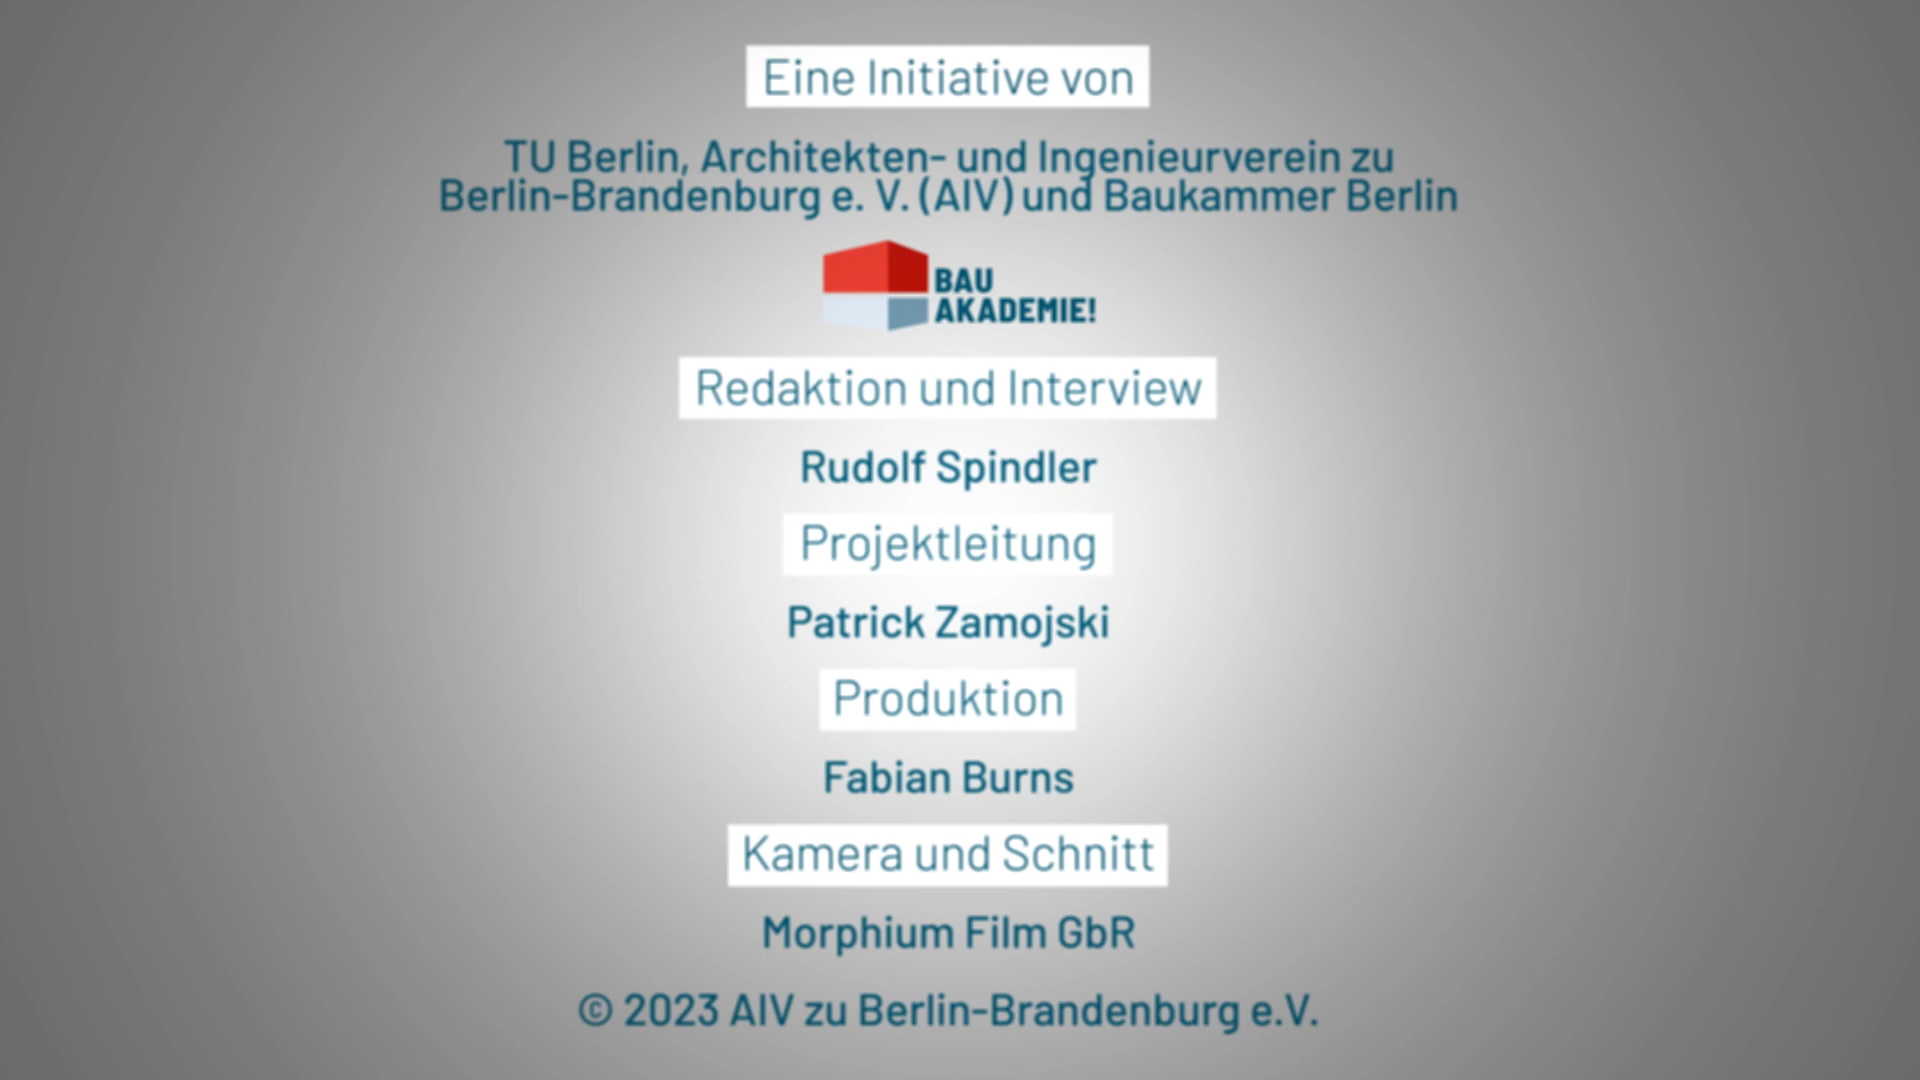 Eine Initiative von
TU Berlin, Architekten- und Ingenieurverein zu
Berlin-Brandenburg e. V. (AIV) und Baukammer Berlin
BAU
AKADEMIE!
Redaktion und Interview
Rudolf Spindler
Projektleitung
Patrick Zamojski
Produktion
Fabian Burns
Kamera und Schnitt
Morphium Film GbR
© 2023 AIV zu Berlin-Brandenburg e.V.